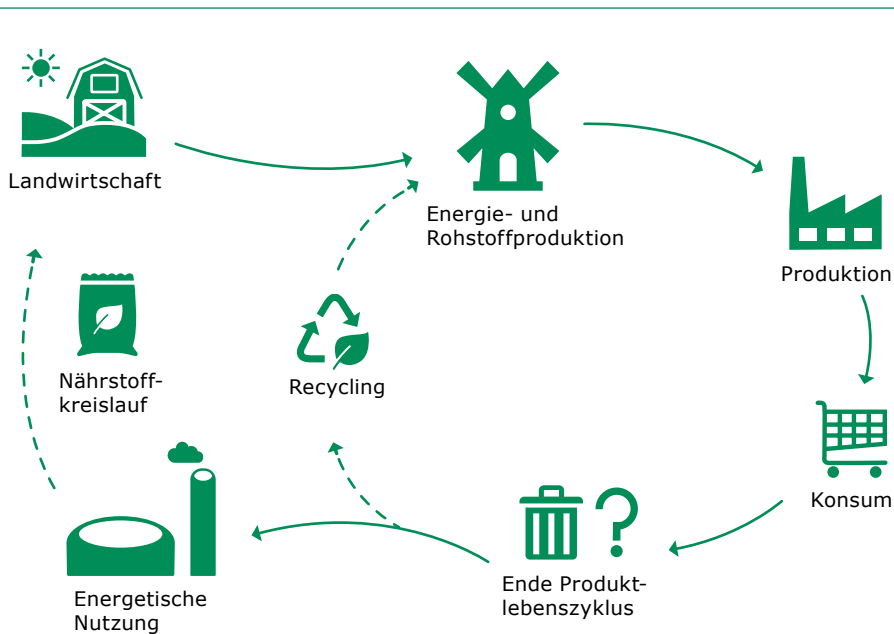 Landwirtschaft
Energie- und
Rohstoffproduktion
Produktion
Nährstoff-
kreislauf
Recycling
Konsum
Ende Produkt-
lebenszyklus
Energetische
Nutzung